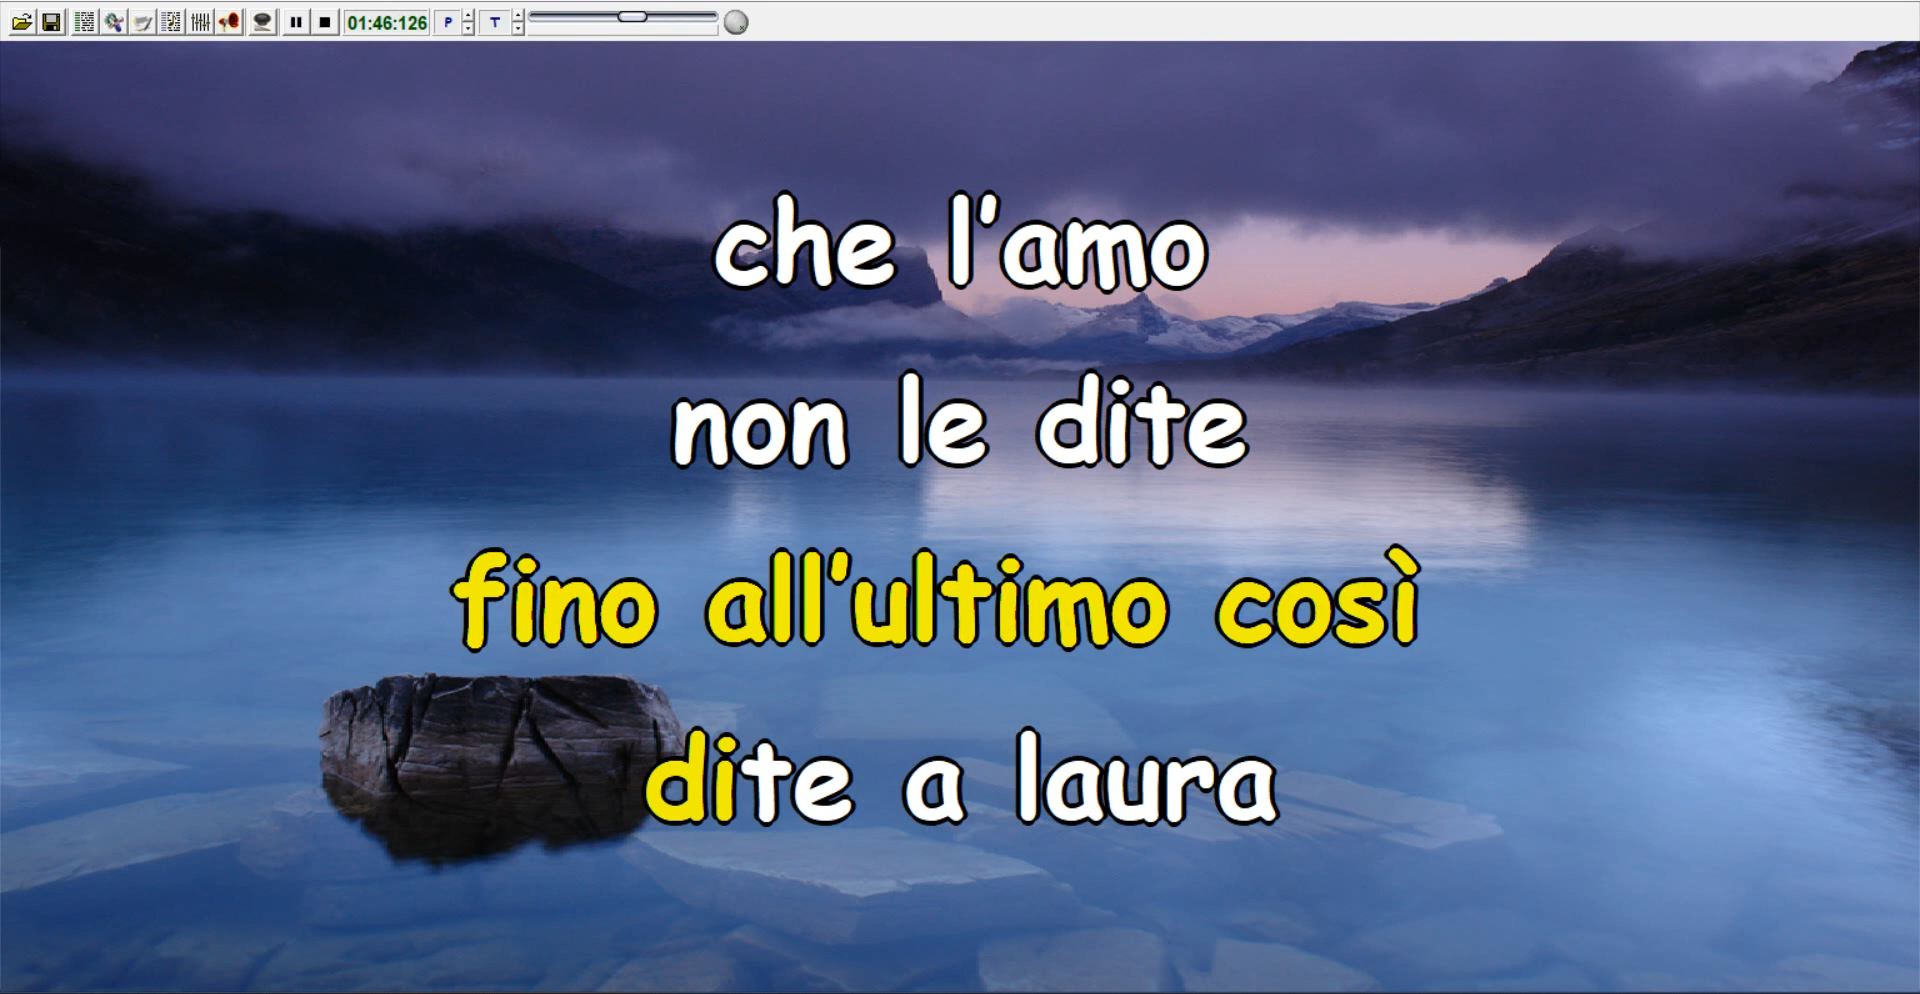 01:46:126 P T
che l'amo
non le dite
fino all'ultimo così
dite a laura